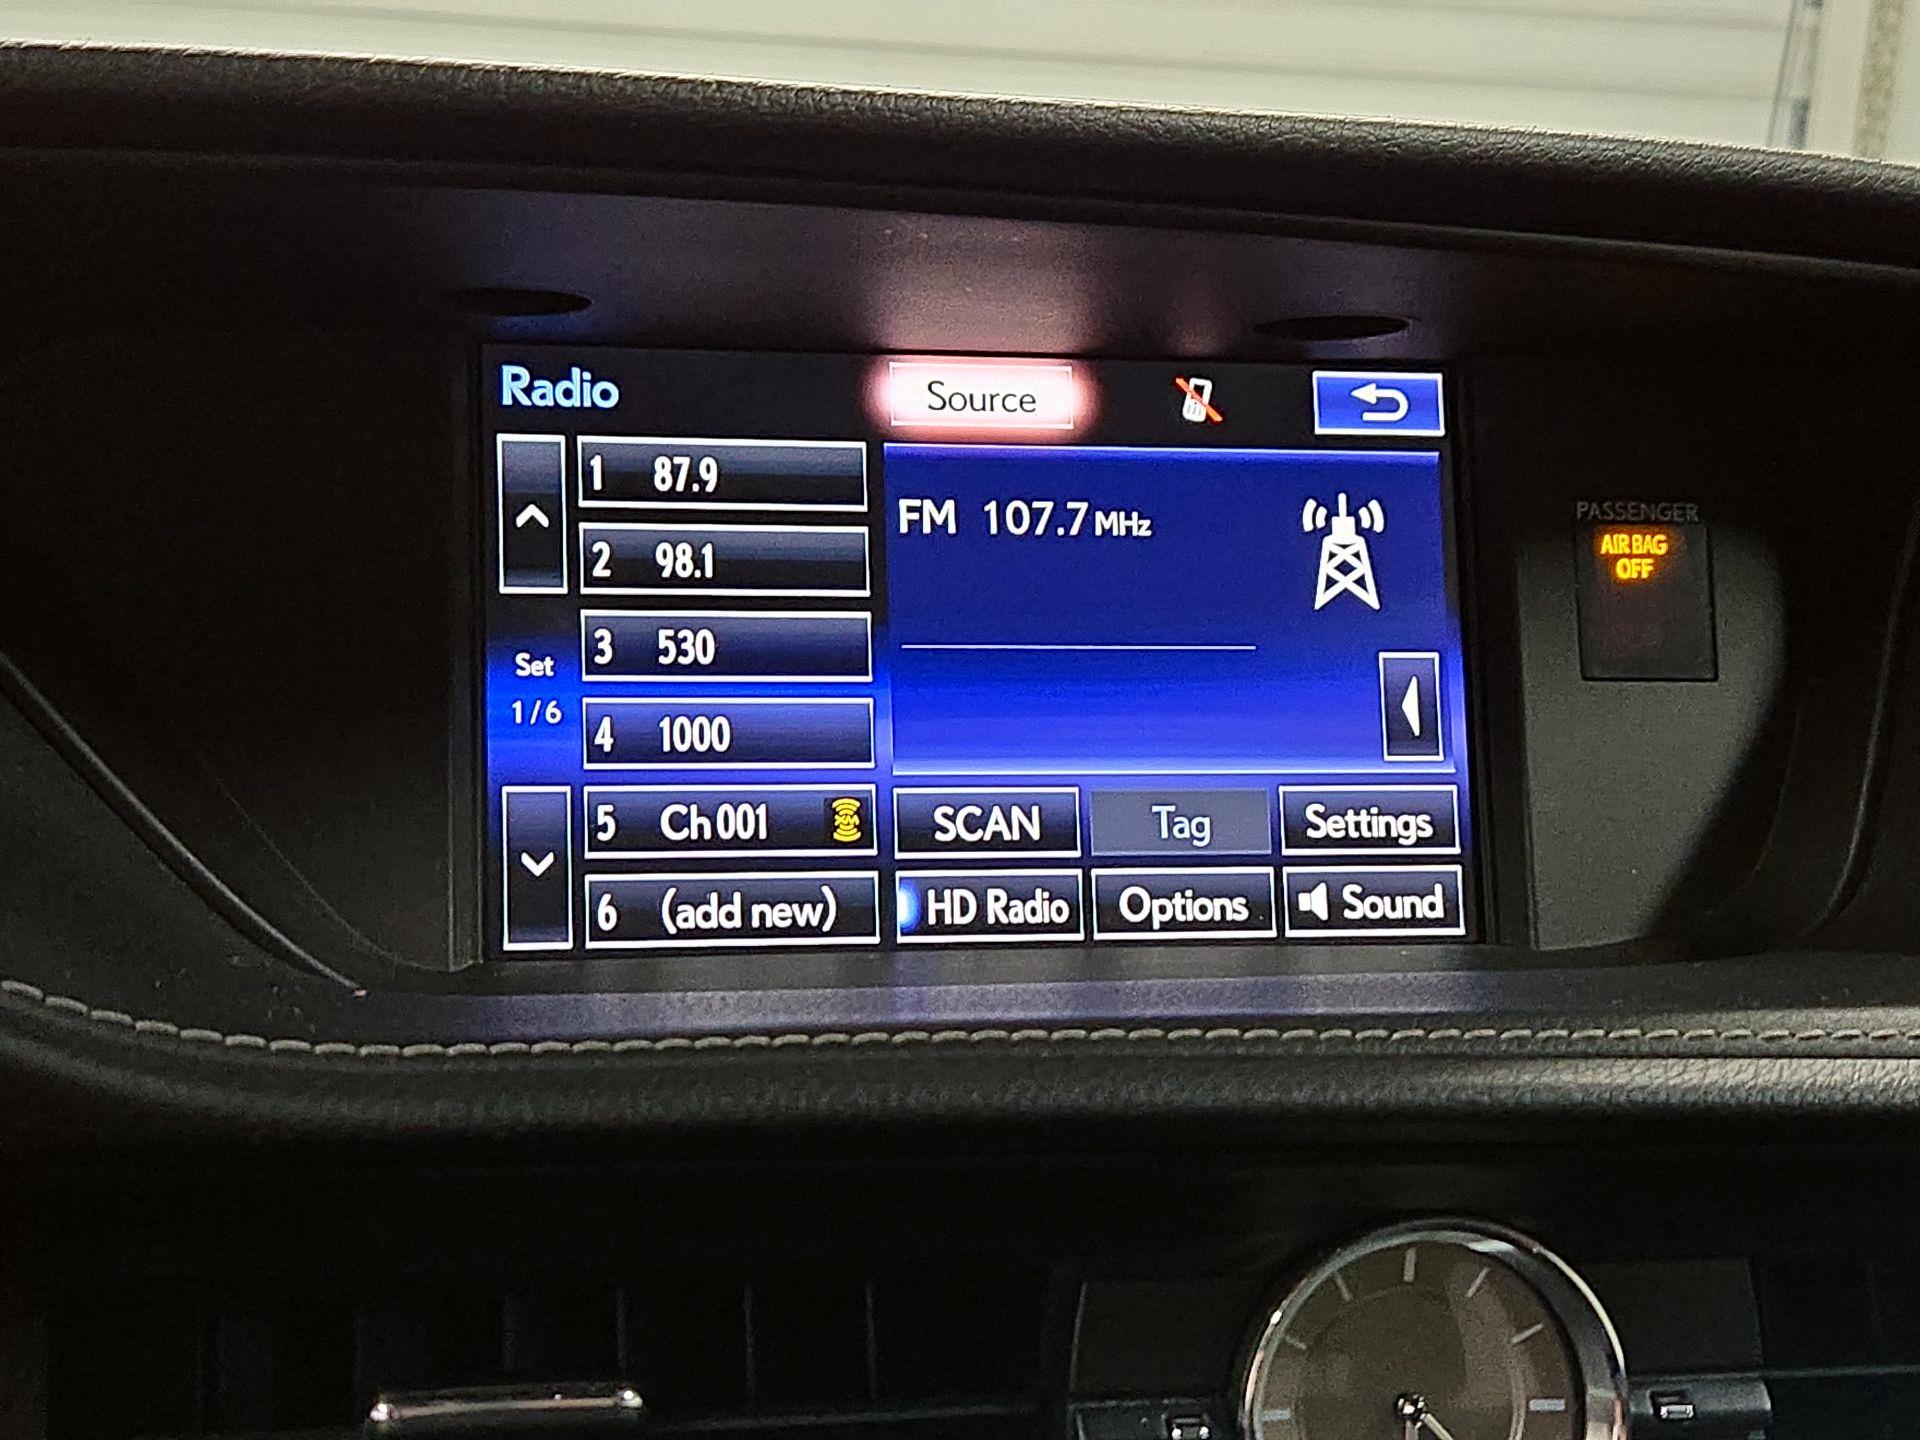 Radio
Source
1 87.9
2 98.1
3 530
4 1000
5 Ch 001
XM
6 (add new)
Set
1/6
FM 107.7 MHz
SCAN
Tag
Settings
HD Radio
Options
Sound
PASSENGER
AIR BAG
OFF